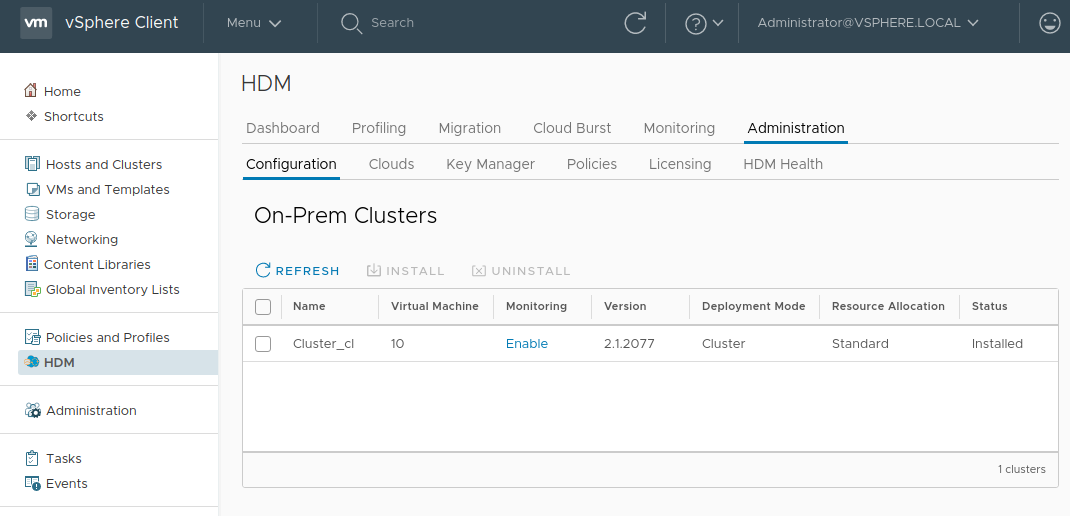 vm vSphere Client Menu Search Administrator@VSPHERE.LOCAL
Home
Shortcuts
Hosts and Clusters
VMs and Templates
Storage
Networking
Content Libraries
Global Inventory Lists
Policies and Profiles
HDM
Administration
Tasks
Events
HDM
Dashboard Profiling Migration Cloud Burst Monitoring Administration
Configuration Clouds Key Manager Policies Licensing HDM Health
On-Prem Clusters
REFRESH INSTALL UNINSTALL
Name Virtual Machine Monitoring Version Deployment Mode Resource Allocation Status
Cluster_cl 10 Enable 2.1.2077 Cluster Standard Installed
1 clusters